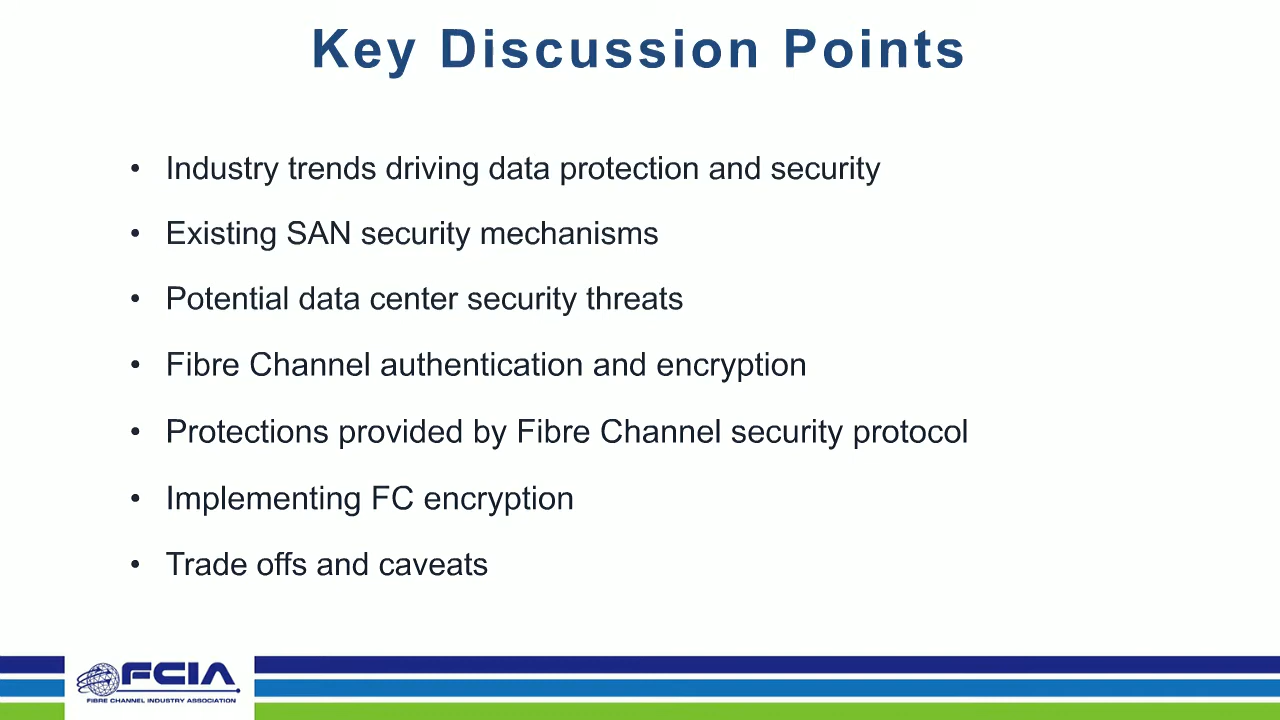 Key Discussion Points
• Industry trends driving data protection and security
• Existing SAN security mechanisms
• Potential data center security threats
• Fibre Channel authentication and encryption
• Protections provided by Fibre Channel security protocol
• Implementing FC encryption
• Trade offs and caveats
FCIA
FIBRE CHANNEL INDUSTRY ASSOCIATION